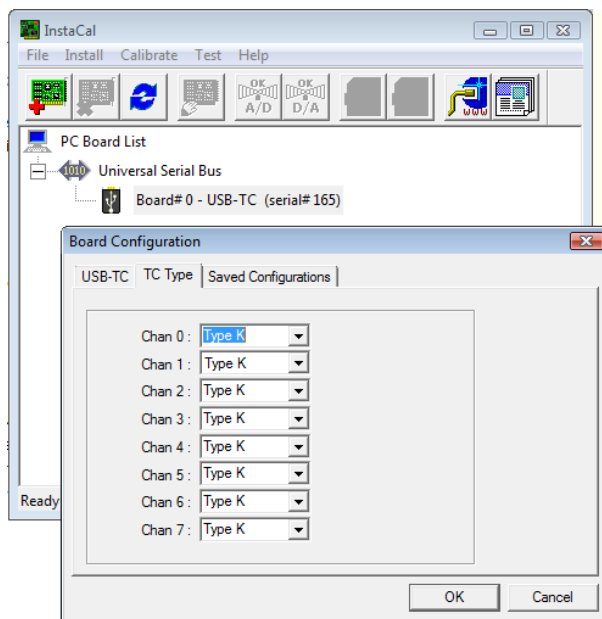 InstaCal
File Install Calibrate Test Help
OK OK
A/D D/A
PC Board List
1010 Universal Serial Bus
Board# 0 - USB-TC (serial# 165)
Board Configuration
USB-TC TC Type Saved Configurations
Chan 0 : Type K
Chan 1 : Type K
Chan 2 : Type K
Chan 3 : Type K
Chan 4 : Type K
Chan 5 : Type K
Chan 6 : Type K
Chan 7 : Type K
Ready
OK Cancel